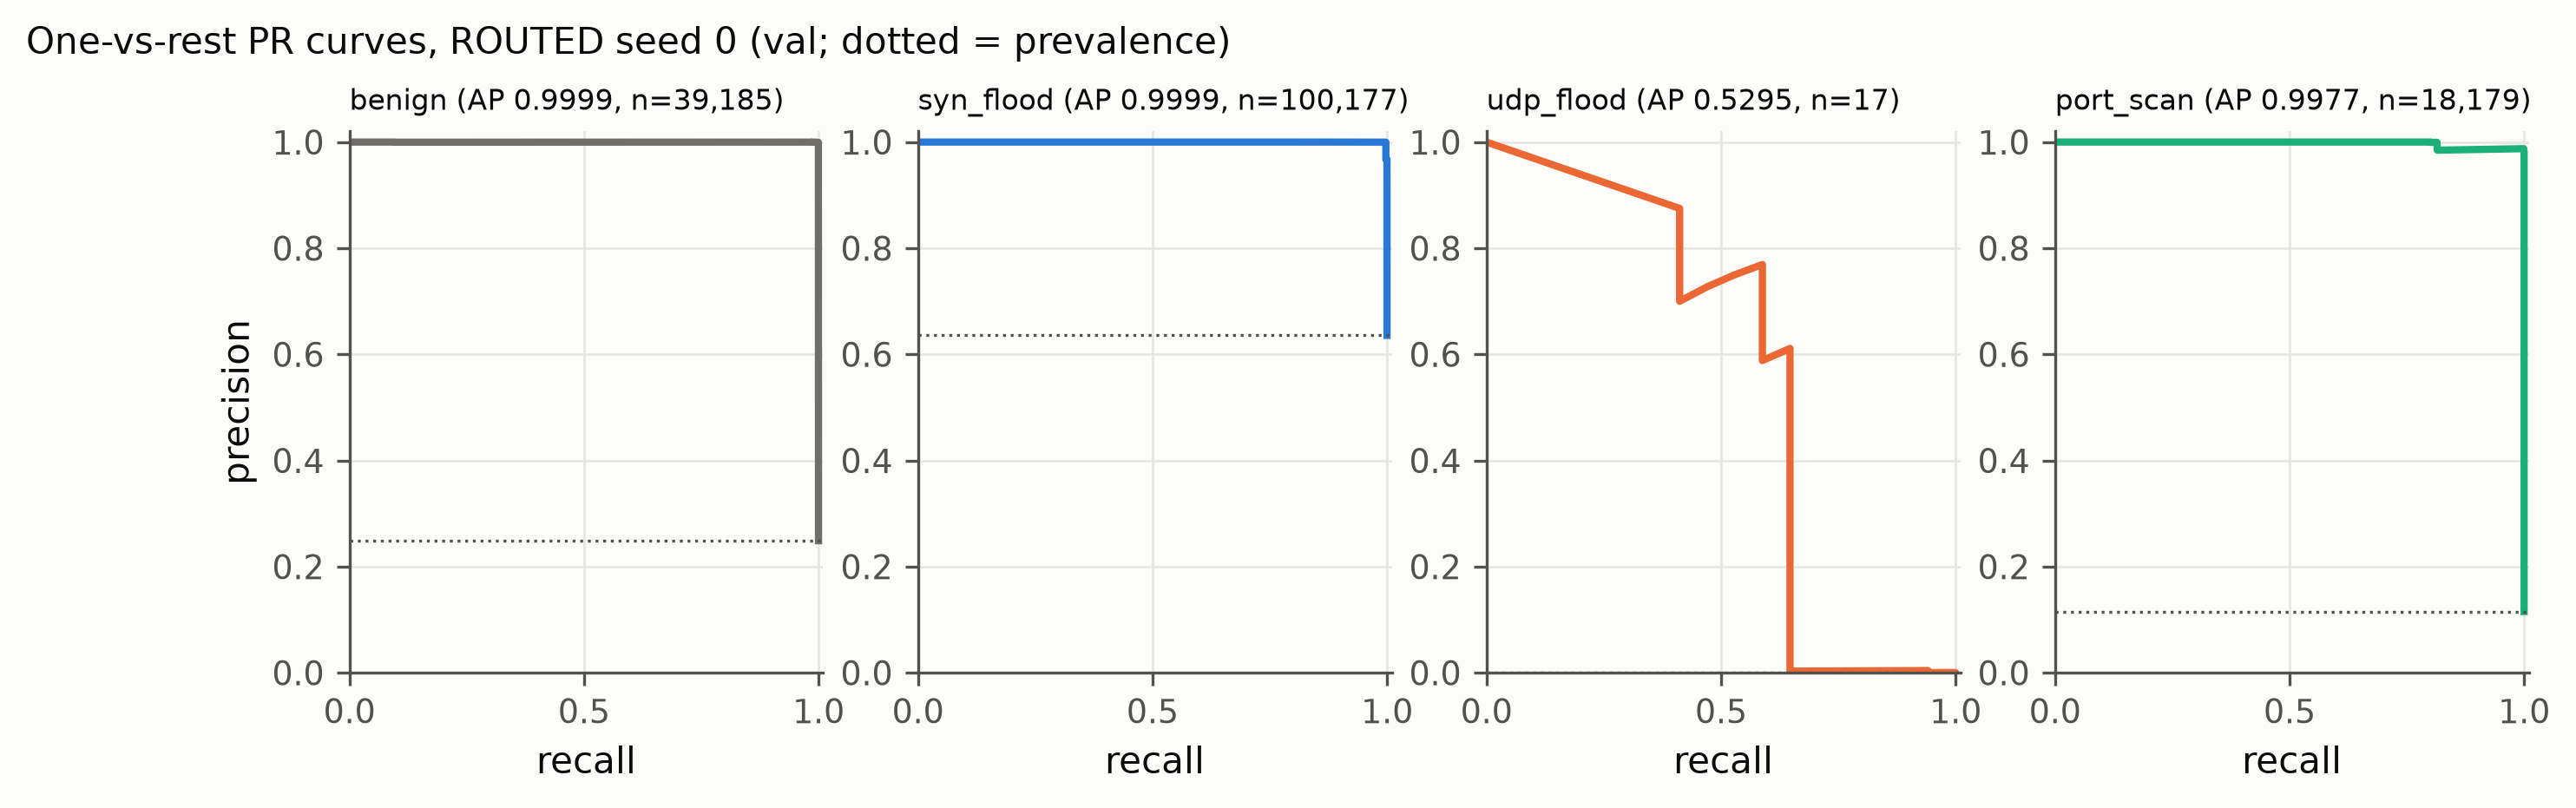 One-vs-rest PR curves, ROUTED seed 0 (val; dotted = prevalence)
benign (AP 0.9999, n=39,185)
syn_flood (AP 0.9999, n=100,177)
udp_flood (AP 0.5295, n=17)
port_scan (AP 0.9977, n=18,179)
precision
1.0
0.8
0.6
0.4
0.2
0.0
0.0 0.5 1.0
recall
1.0
0.8
0.6
0.4
0.2
0.0
0.0 0.5 1.0
recall
1.0
0.8
0.6
0.4
0.2
0.0
0.0 0.5 1.0
recall
1.0
0.8
0.6
0.4
0.2
0.0
0.0 0.5 1.0
recall